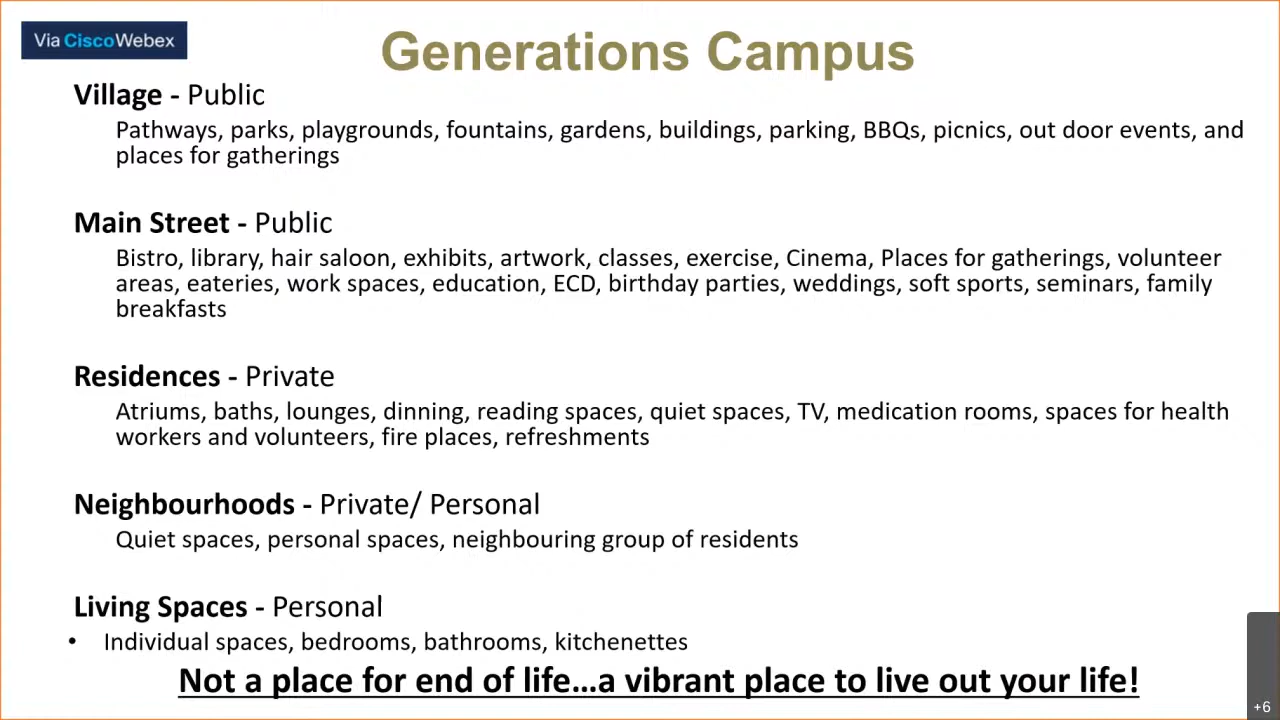 Via CiscoWebex
Generations Campus
Village - Public
Pathways, parks, playgrounds, fountains, gardens, buildings, parking, BBQs, picnics, out door events, and
places for gatherings
Main Street - Public
Bistro, library, hair saloon, exhibits, artwork, classes, exercise, Cinema, Places for gatherings, volunteer
areas, eateries, work spaces, education, ECD, birthday parties, weddings, soft sports, seminars, family
breakfasts
Residences - Private
Atriums, baths, lounges, dinning, reading spaces, quiet spaces, TV, medication rooms, spaces for health
workers and volunteers, fire places, refreshments
Neighbourhoods - Private/ Personal
Quiet spaces, personal spaces, neighbouring group of residents
Living Spaces - Personal
• Individual spaces, bedrooms, bathrooms, kitchenettes
Not a place for end of life…a vibrant place to live out your life!
+6